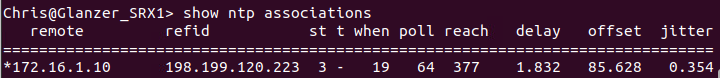 Chris@Glanzer_SRX1> show ntp associations
remote refid st t when poll reach delay offset jitter
==============================================================================
*172.16.1.10 198.199.120.223 3 - 19 64 377 1.832 85.628 0.354